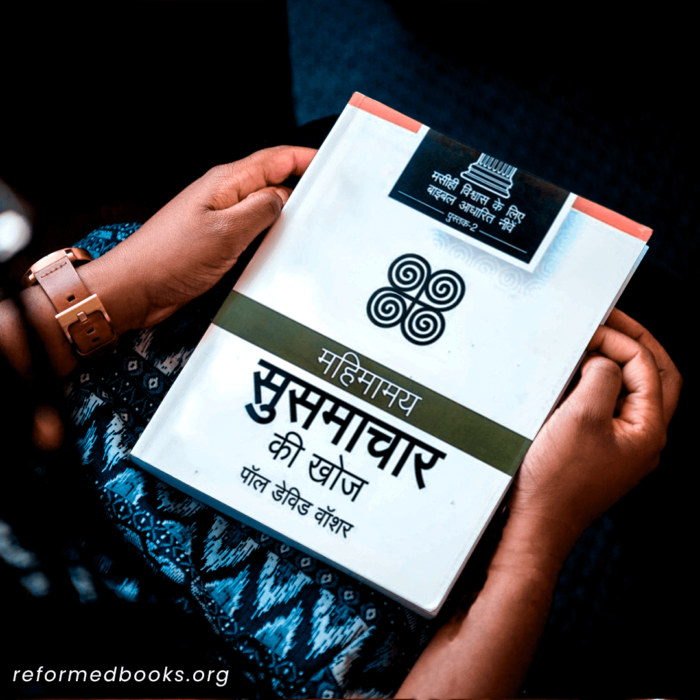 मसीही विश्वास के लिए
बाइबल आधारित नीवें
पुस्तक-2
महिमामय
सुसमाचार
की खोज
पॉल डेविड वॉशर
reformedbooks.org